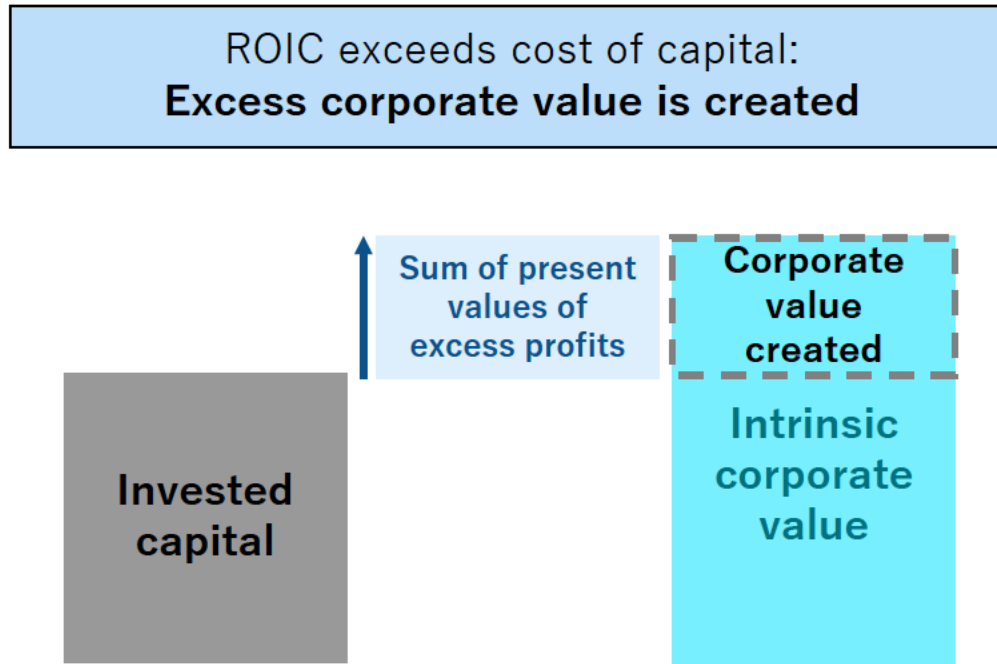 ROIC exceeds cost of capital:
Excess corporate value is created
Sum of present
values of
excess profits
Corporate
value
created
Invested
capital
Intrinsic
corporate
value